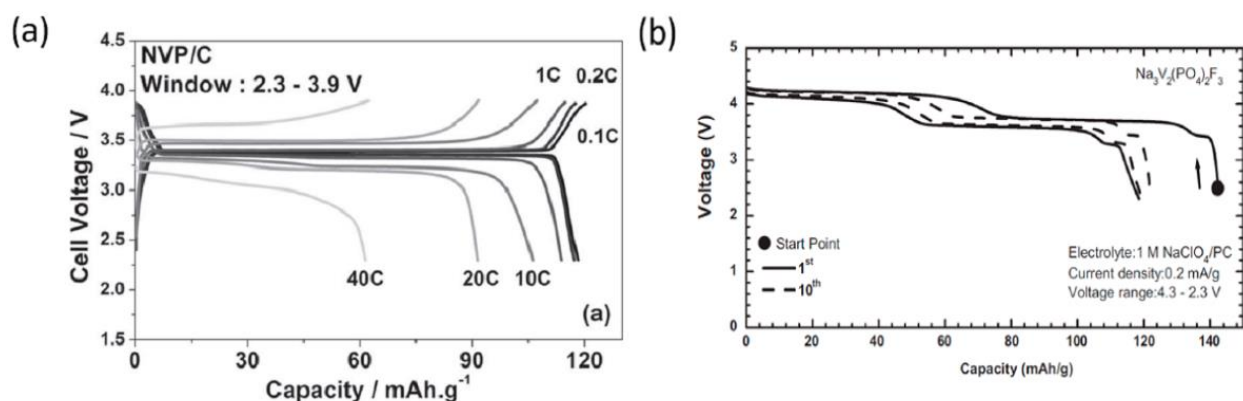 (a)
4.5
4.0
3.5
3.0
2.5
2.0
1.5
Cell Voltage / V
NVP/C
Window : 2.3 - 3.9 V
1C 0.2C
0.1C
40C 20C 10C
(a)
0 30 60 90 120
Capacity / mAh.g⁻¹
(b)
5
4
3
2
1
0
Voltage (V)
Na₃V₂(PO₄)₂F₃
Start Point
1st
10th
Electrolyte:1 M NaClO₄/PC
Current density:0.2 mA/g
Voltage range:4.3 - 2.3 V
0 20 40 60 80 100 120 140
Capacity (mAh/g)